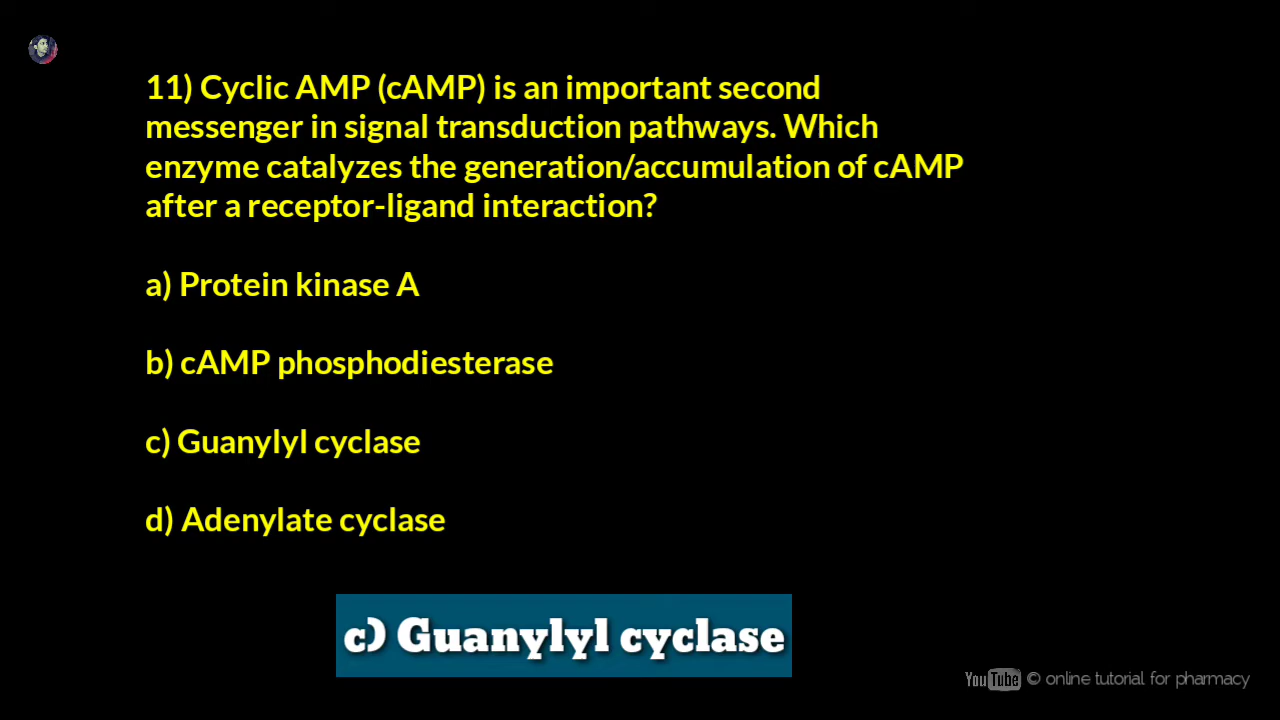 11) Cyclic AMP (cAMP) is an important second
messenger in signal transduction pathways. Which
enzyme catalyzes the generation/accumulation of cAMP
after a receptor-ligand interaction?
a) Protein kinase A
b) cAMP phosphodiesterase
c) Guanylyl cyclase
d) Adenylate cyclase
c) Guanylyl cyclase
YouTube © online tutorial for pharmacy